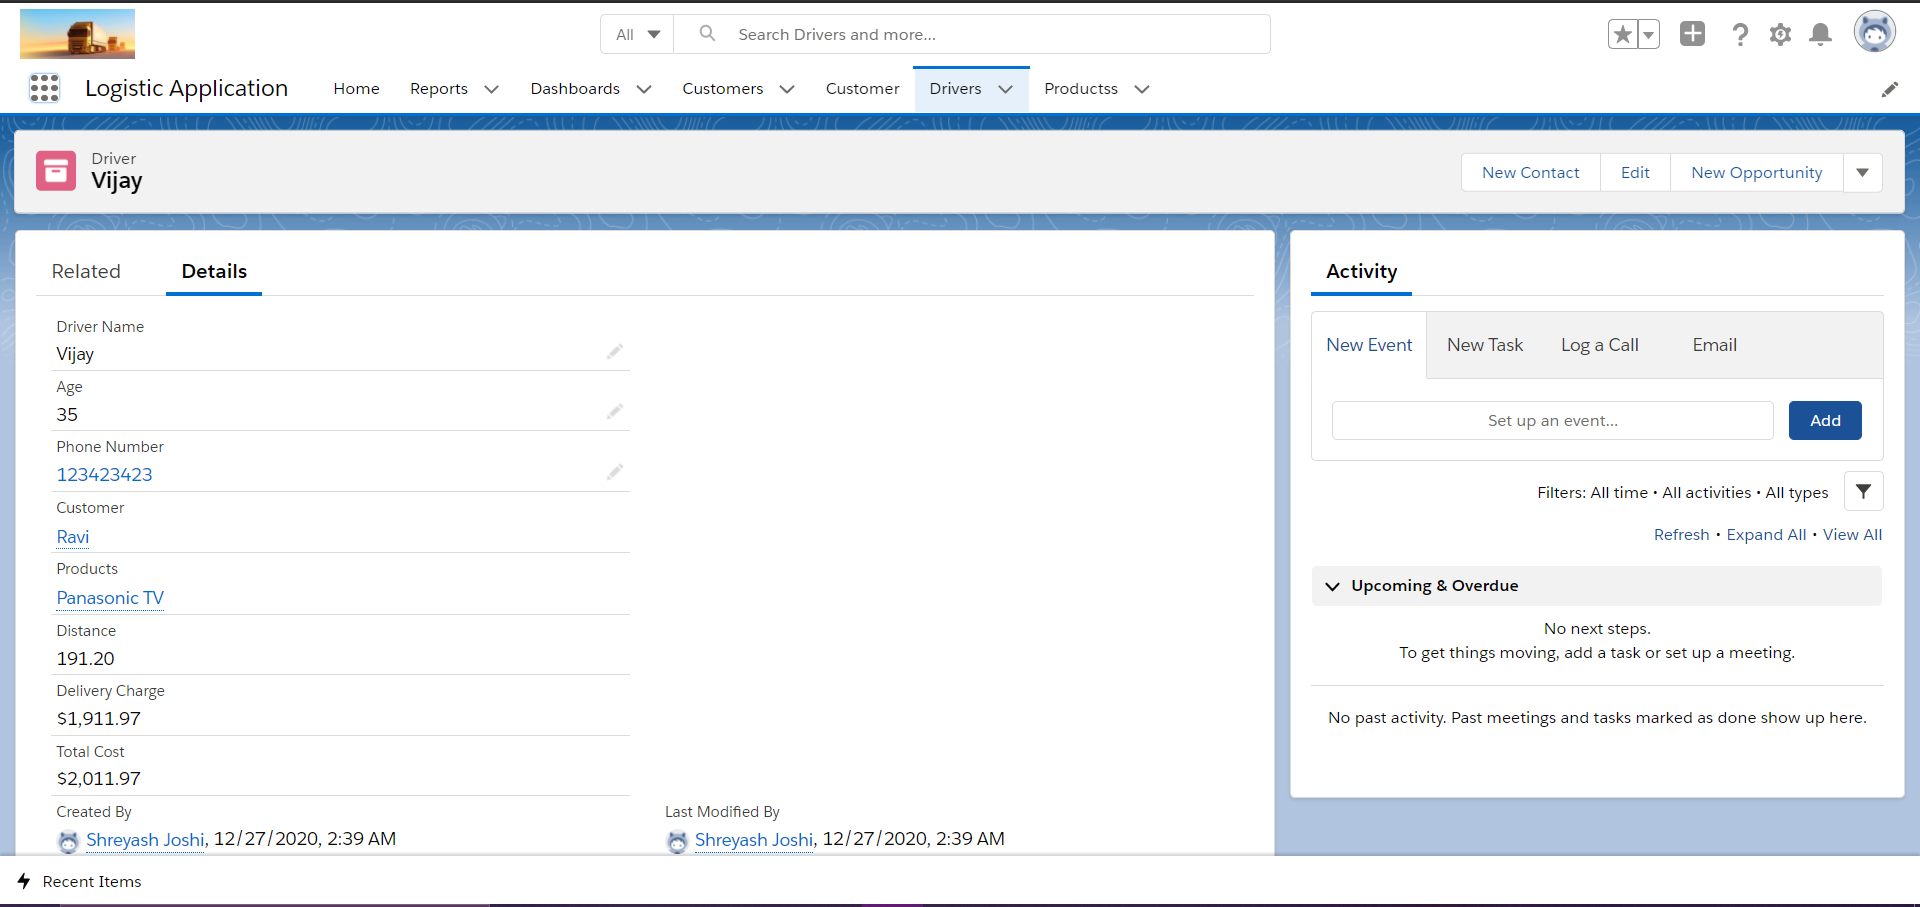 All
Search Drivers and more...
Logistic Application
Home
Reports
Dashboards
Customers
Customer
Drivers
Productss
Driver
Vijay
New Contact
Edit
New Opportunity
Related
Details
Driver Name
Vijay
Age
35
Phone Number
123423423
Customer
Ravi
Products
Panasonic TV
Distance
191.20
Delivery Charge
$1,911.97
Total Cost
$2,011.97
Created By
Shreyash Joshi, 12/27/2020, 2:39 AM
Last Modified By
Shreyash Joshi, 12/27/2020, 2:39 AM
Activity
New Event
New Task
Log a Call
Email
Set up an event...
Add
Filters: All time • All activities • All types
Refresh • Expand All • View All
Upcoming & Overdue
No next steps.
To get things moving, add a task or set up a meeting.
No past activity. Past meetings and tasks marked as done show up here.
Recent Items